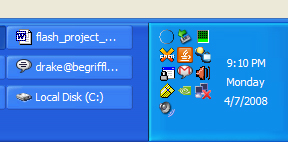 flash_project_...
drake@begriffl...
Local Disk (C:)
9:10 PM
Monday
4/7/2008